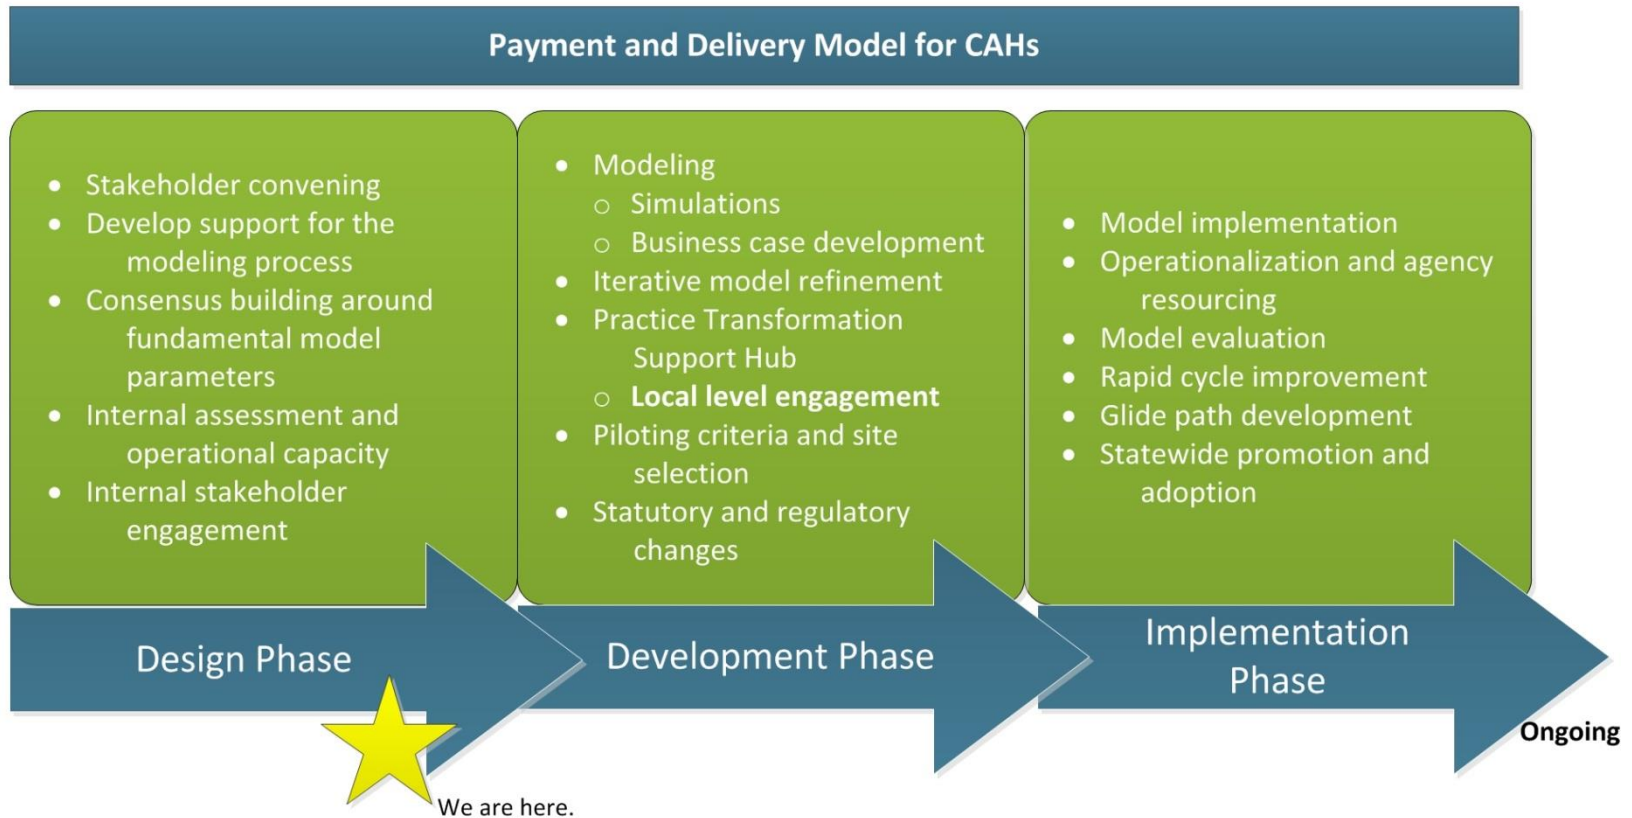 Payment and Delivery Model for CAHs
• Stakeholder convening
• Develop support for the
modeling process
• Consensus building around
fundamental model
parameters
• Internal assessment and
operational capacity
• Internal stakeholder
engagement
• Modeling
o Simulations
o Business case development
• Iterative model refinement
• Practice Transformation
Support Hub
o Local level engagement
• Piloting criteria and site
selection
• Statutory and regulatory
changes
• Model implementation
• Operationalization and agency
resourcing
• Model evaluation
• Rapid cycle improvement
• Glide path development
• Statewide promotion and
adoption
Design Phase
Development Phase
Implementation
Phase
Ongoing
We are here.